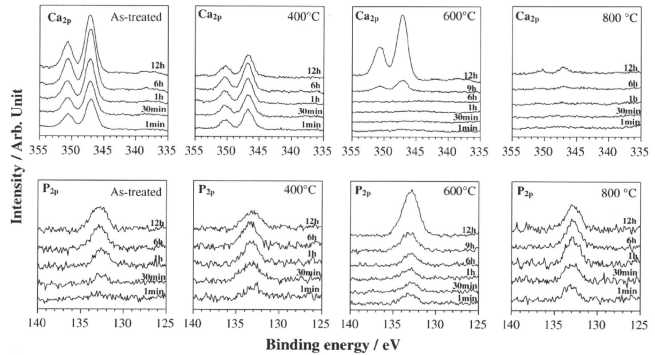 Ca2p As-treated
12h
6h
1h
30min
1min
355 350 345 340 335
Ca2p 400°C
12h
6h
1h
30min
1min
355 350 345 340 335
Ca2p 600°C
12h
9h
6h
1h
30min
1min
355 350 345 340 335
Ca2p 800 °C
12h
6h
1h
30min
1min
355 350 345 340 335
Intensity / Arb. Unit
P2p As-treated
12h
6h
1h
30min
1min
140 135 130 125
P2p 400°C
12h
6h
1h
30min
1min
140 135 130 125
P2p 600°C
12h
9h
6h
1h
30min
1min
140 135 130 125
P2p 800 °C
12h
6h
1h
30min
1min
140 135 130 125
Binding energy / eV